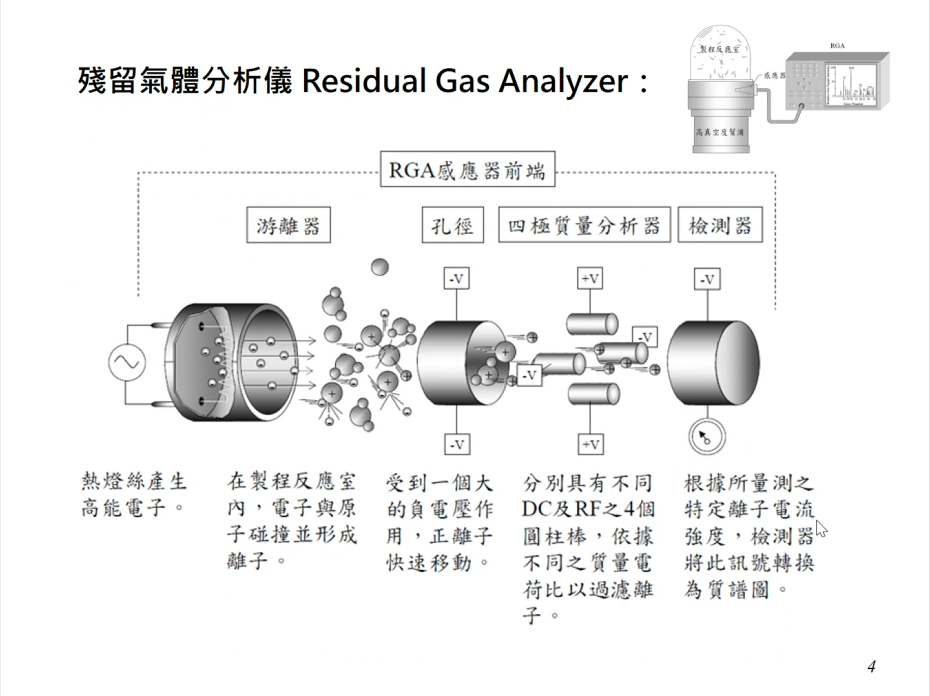 殘留氣體分析儀 Residual Gas Analyzer：
製程反應室
RGA
感應器
高真空度幫浦
RGA感應器前端
游離器
孔徑
四極質量分析器
檢測器
-V
+V
-V
-V
-V
-V
+V
熱燈絲產生
高能電子。
在製程反應室
內，電子與原
子碰撞並形成
離子。
受到一個大
的負電壓作
用，正離子
快速移動。
分別具有不同
DC及RF之4個
圓柱棒，依據
不同之質量電
荷比以過濾離
子。
根據所量測之
特定離子電流
強度，檢測器
將此訊號轉換
為質譜圖。
4